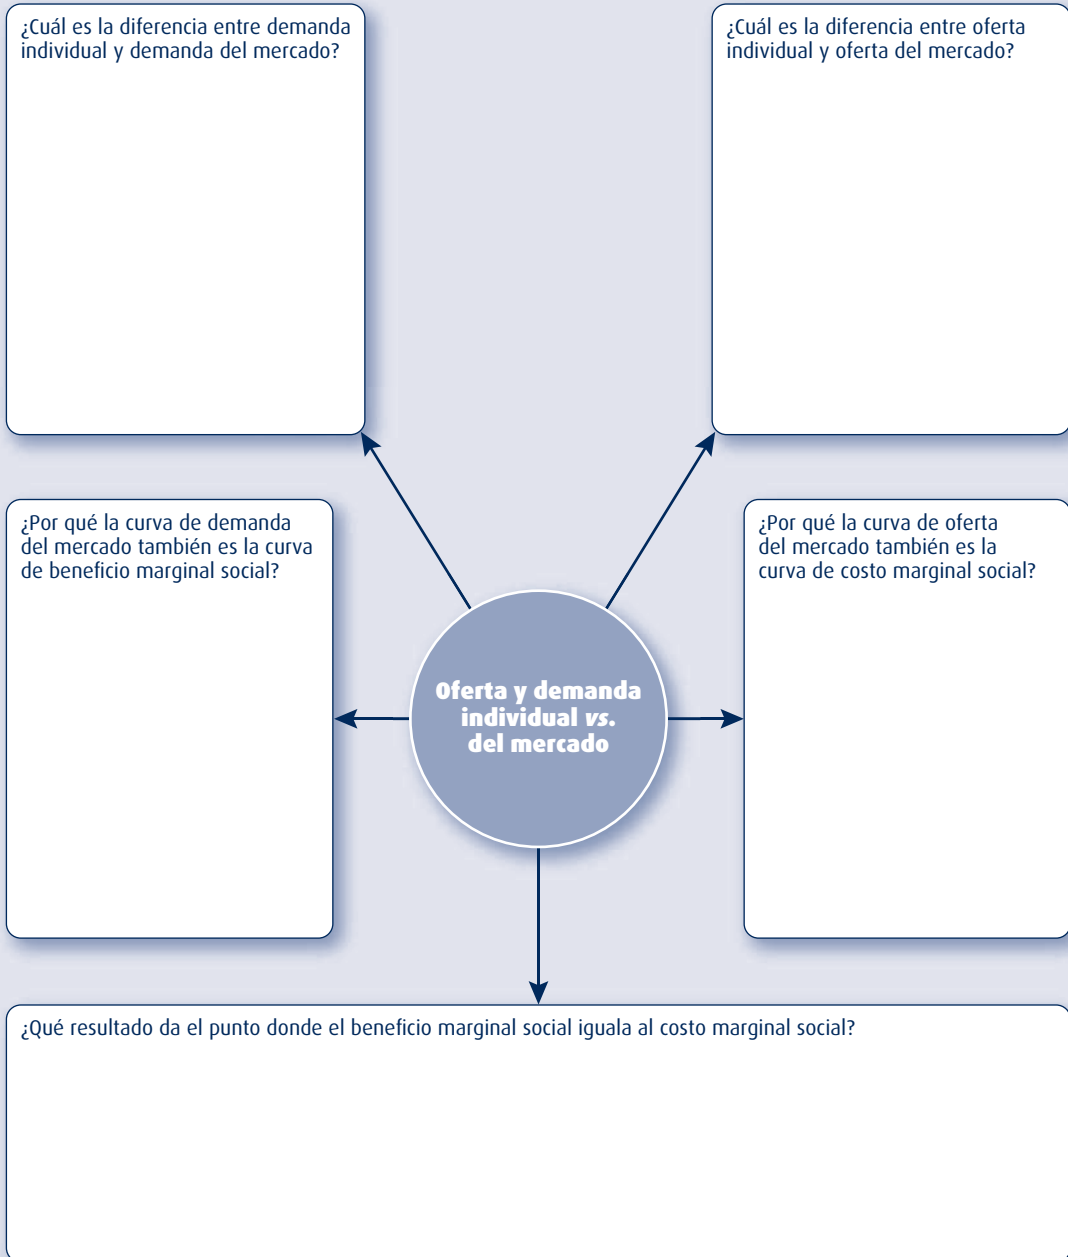 ¿Cuál es la diferencia entre demanda
individual y demanda del mercado?
¿Cuál es la diferencia entre oferta
individual y oferta del mercado?
¿Por qué la curva de demanda
del mercado también es la curva
de beneficio marginal social?
¿Por qué la curva de oferta
del mercado también es la
curva de costo marginal social?
Oferta y demanda
individual vs.
del mercado
¿Qué resultado da el punto donde el beneficio marginal social iguala al costo marginal social?